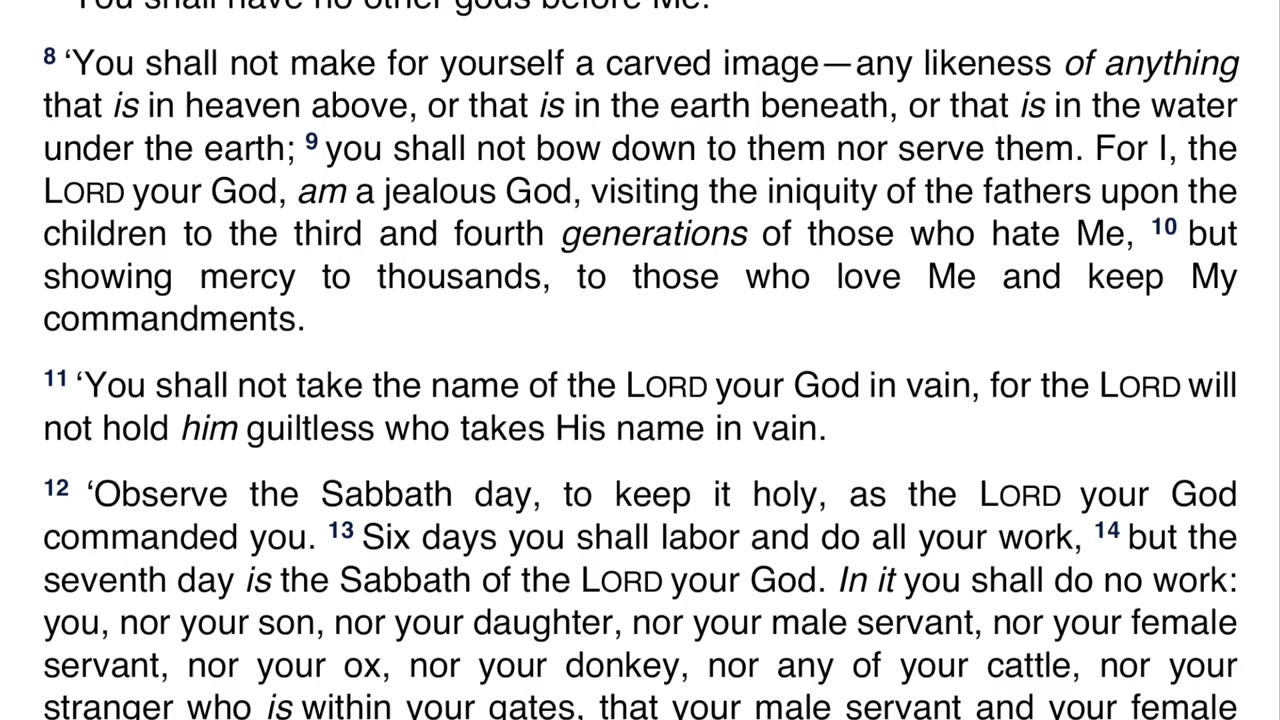 You shall have no other gods before Me.
8 ‘You shall not make for yourself a carved image—any likeness of anything
that is in heaven above, or that is in the earth beneath, or that is in the water
under the earth; 9 you shall not bow down to them nor serve them. For I, the
LORD your God, am a jealous God, visiting the iniquity of the fathers upon the
children to the third and fourth generations of those who hate Me, 10 but
showing mercy to thousands, to those who love Me and keep My
commandments.
11 ‘You shall not take the name of the LORD your God in vain, for the LORD will
not hold him guiltless who takes His name in vain.
12 ‘Observe the Sabbath day, to keep it holy, as the LORD your God
commanded you. 13 Six days you shall labor and do all your work, 14 but the
seventh day is the Sabbath of the LORD your God. In it you shall do no work:
you, nor your son, nor your daughter, nor your male servant, nor your female
servant, nor your ox, nor your donkey, nor any of your cattle, nor your
stranger who is within your gates, that your male servant and your female